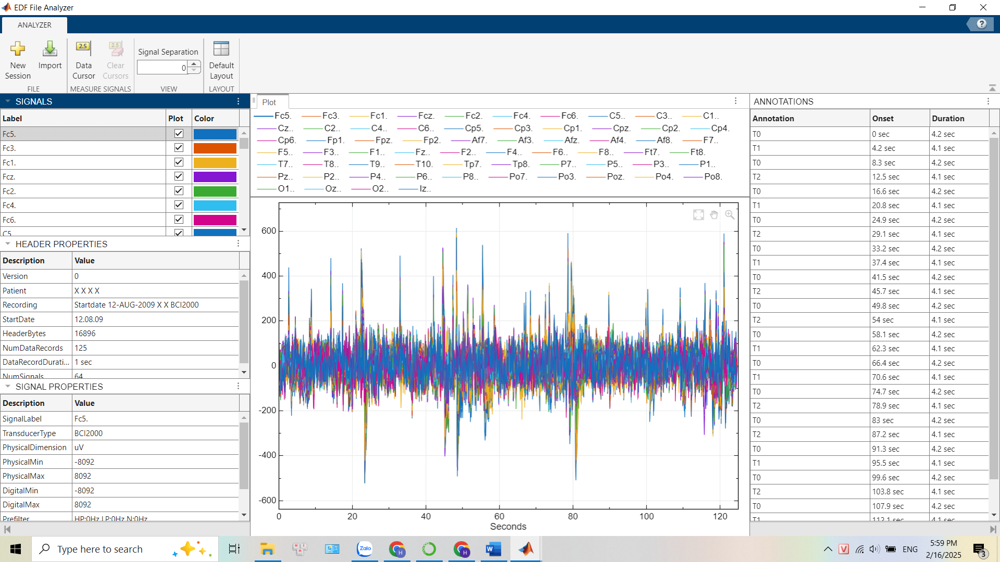 EDF File Analyzer
ANALYZER
New Session
Import
FILE
2.5
Data Cursor
2.5
Clear Cursors
MEASURE SIGNALS
Signal Separation
0
VIEW
Default Layout
LAYOUT
SIGNALS
Label Plot Color
Fc5.
Fc3.
Fc1.
Fcz.
Fc2.
Fc4.
Fc6.
C5
HEADER PROPERTIES
Description Value
Version 0
Patient X X X X
Recording Startdate 12-AUG-2009 X X BCI2000
StartDate 12.08.09
HeaderBytes 16896
NumDataRecords 125
DataRecordDurati... 1 sec
NumSignals 64
SIGNAL PROPERTIES
Description Value
SignalLabel Fc5.
TransducerType BCI2000
PhysicalDimension uV
PhysicalMin -8092
PhysicalMax 8092
DigitalMin -8092
DigitalMax 8092
Prefilter HP:0Hz LP:0Hz N:0Hz
Plot
Fc5. Fc3. Fc1. Fcz. Fc2. Fc4. Fc6. C5.. C3.. C1..
Cz.. C2.. C4.. C6.. Cp5. Cp3. Cp1. Cpz. Cp2. Cp4.
Cp6. Fp1. Fpz. Fp2. Af7. Af3. Afz. Af4. Af8. F7..
F5.. F3.. F1.. Fz.. F2.. F4.. F6.. F8.. Ft7. Ft8.
T7.. T8.. T9.. T10. Tp7. Tp8. P7.. P5.. P3.. P1..
Pz.. P2.. P4.. P6.. P8.. Po7. Po3. Poz. Po4. Po8.
O1.. Oz.. O2.. Iz..
600
400
200
0
-200
-400
-600
0 20 40 60 80 100 120
Seconds
ANNOTATIONS
Annotation Onset Duration
T0 0 sec 4.2 sec
T1 4.2 sec 4.1 sec
T0 8.3 sec 4.2 sec
T2 12.5 sec 4.1 sec
T0 16.6 sec 4.2 sec
T1 20.8 sec 4.1 sec
T0 24.9 sec 4.2 sec
T2 29.1 sec 4.1 sec
T0 33.2 sec 4.2 sec
T1 37.4 sec 4.1 sec
T0 41.5 sec 4.2 sec
T2 45.7 sec 4.1 sec
T0 49.8 sec 4.2 sec
T2 54 sec 4.1 sec
T0 58.1 sec 4.2 sec
T1 62.3 sec 4.1 sec
T0 66.4 sec 4.2 sec
T1 70.6 sec 4.1 sec
T0 74.7 sec 4.2 sec
T2 78.9 sec 4.1 sec
T0 83 sec 4.2 sec
T2 87.2 sec 4.1 sec
T0 91.3 sec 4.2 sec
T1 95.5 sec 4.1 sec
T0 99.6 sec 4.2 sec
T2 103.8 sec 4.1 sec
T0 107.9 sec 4.2 sec
T1 112.1 sec 4.1 sec
Type here to search
Zalo
H
H
W
V
ENG
5:59 PM
2/16/2025
3